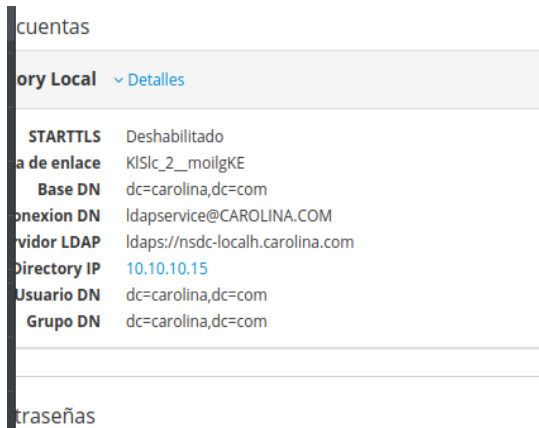 cuentas
ory Local Detalles
STARTTLS Deshabilitado
a de enlace KlSlc_2__moilgKE
Base DN dc=carolina,dc=com
onexion DN ldapservice@CAROLINA.COM
rvidor LDAP ldaps://nsdc-localh.carolina.com
Directory IP 10.10.10.15
Usuario DN dc=carolina,dc=com
Grupo DN dc=carolina,dc=com
traseñas